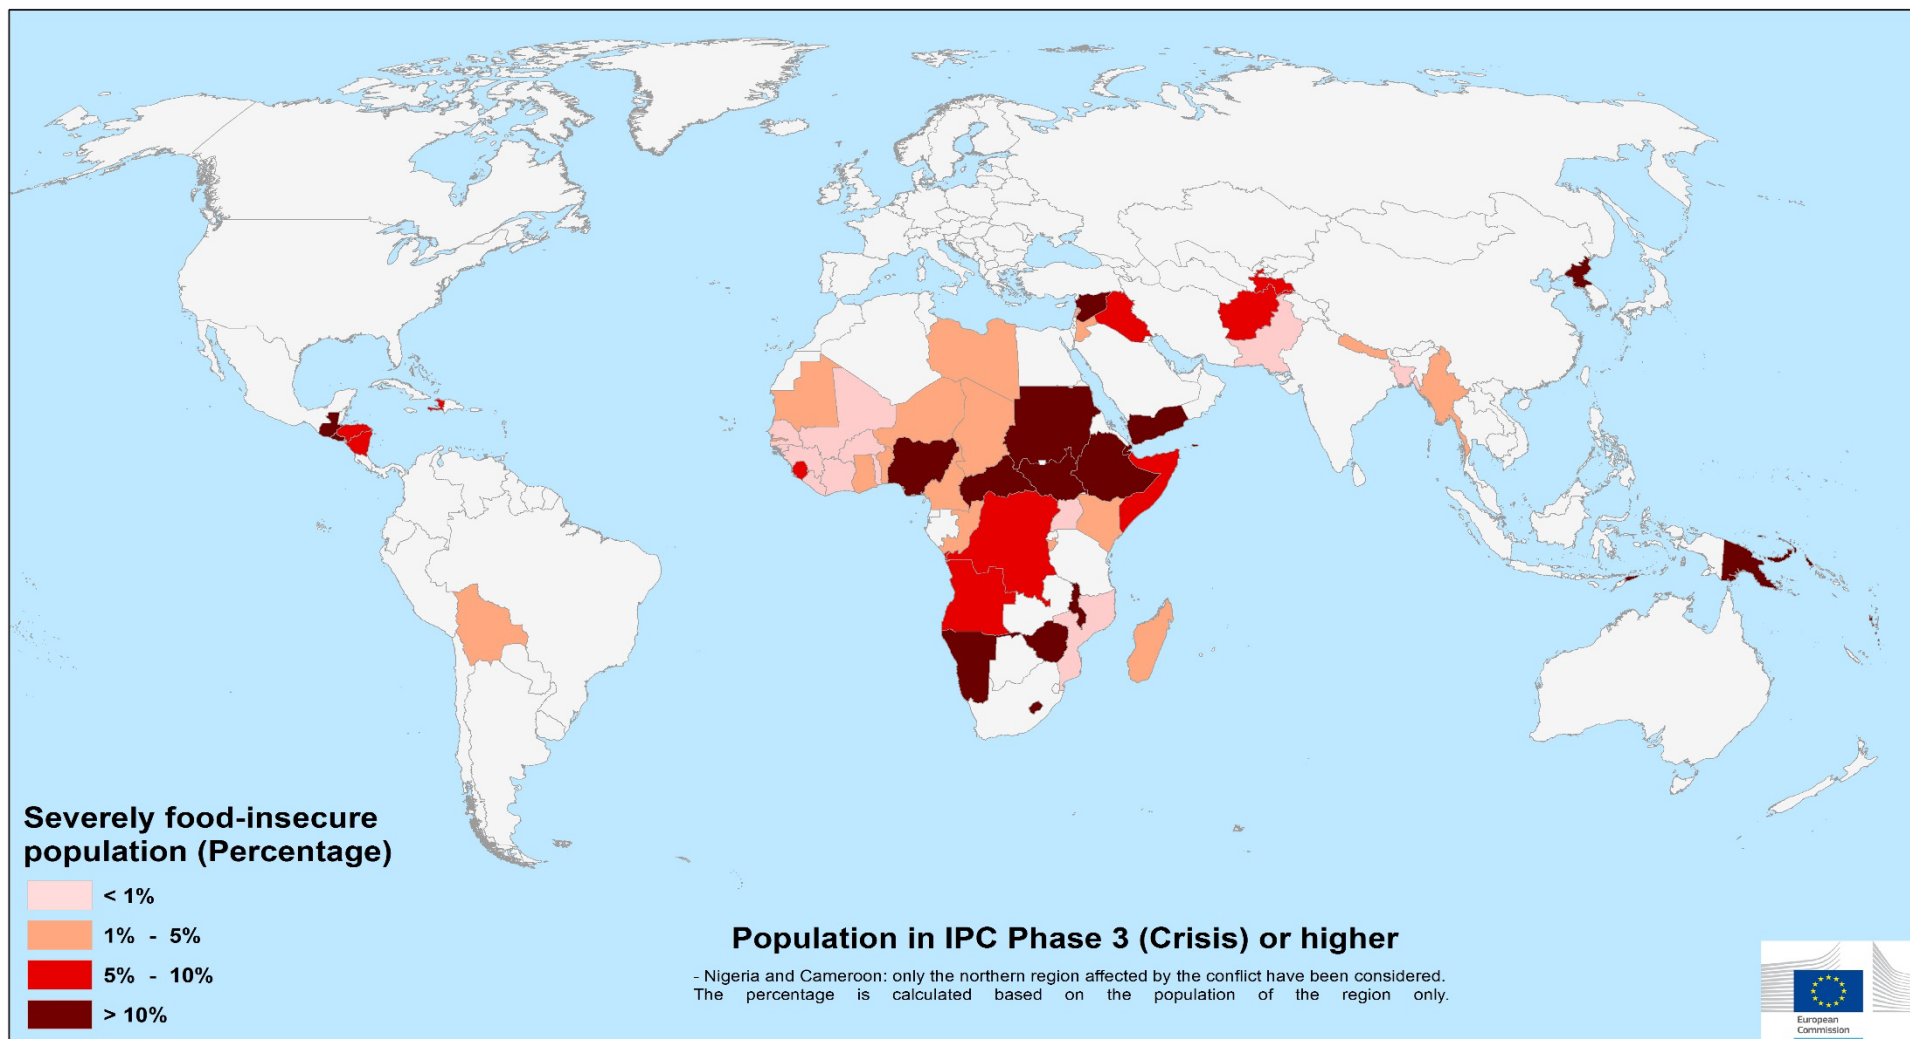 Severely food-insecure
population (Percentage)
< 1%
1% - 5%
5% - 10%
> 10%
Population in IPC Phase 3 (Crisis) or higher
- Nigeria and Cameroon: only the northern region affected by the conflict have been considered.
The percentage is calculated based on the population of the region only.
European
Commission